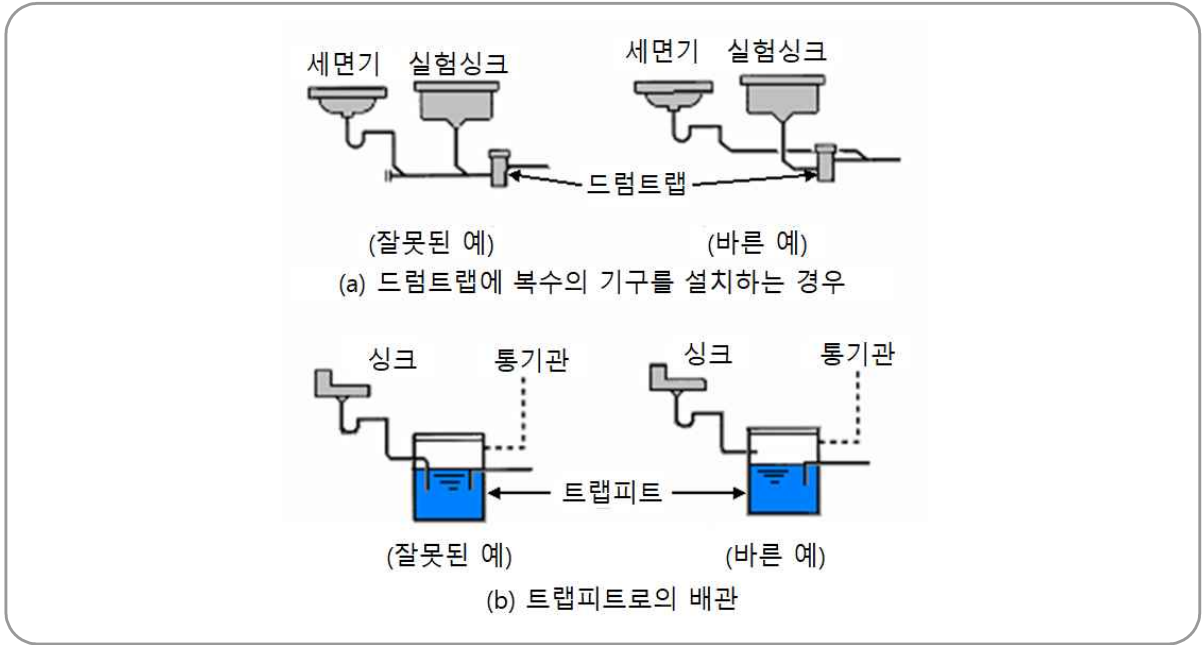 세면기 실험싱크 세면기 실험싱크
드럼트랩
(잘못된 예) (바른 예)
(a) 드럼트랩에 복수의 기구를 설치하는 경우
싱크 통기관 싱크 통기관
트랩피트
(잘못된 예) (바른 예)
(b) 트랩피트로의 배관